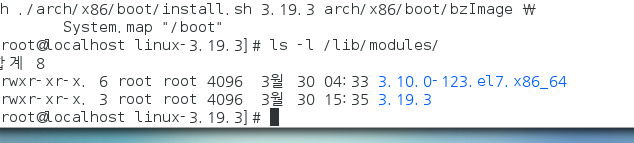 h ./arch/x86/boot/install.sh 3.19.3 arch/x86/boot/bzImage ₩
System.map "/boot"
root@localhost linux-3.19.3]# ls -l /lib/modules/
합계 8
rwxr-xr-x. 6 root root 4096 3월 30 04:33 3.10.0-123.el7.x86_64
rwxr-xr-x. 3 root root 4096 3월 30 15:35 3.19.3
root@localhost linux-3.19.3]#